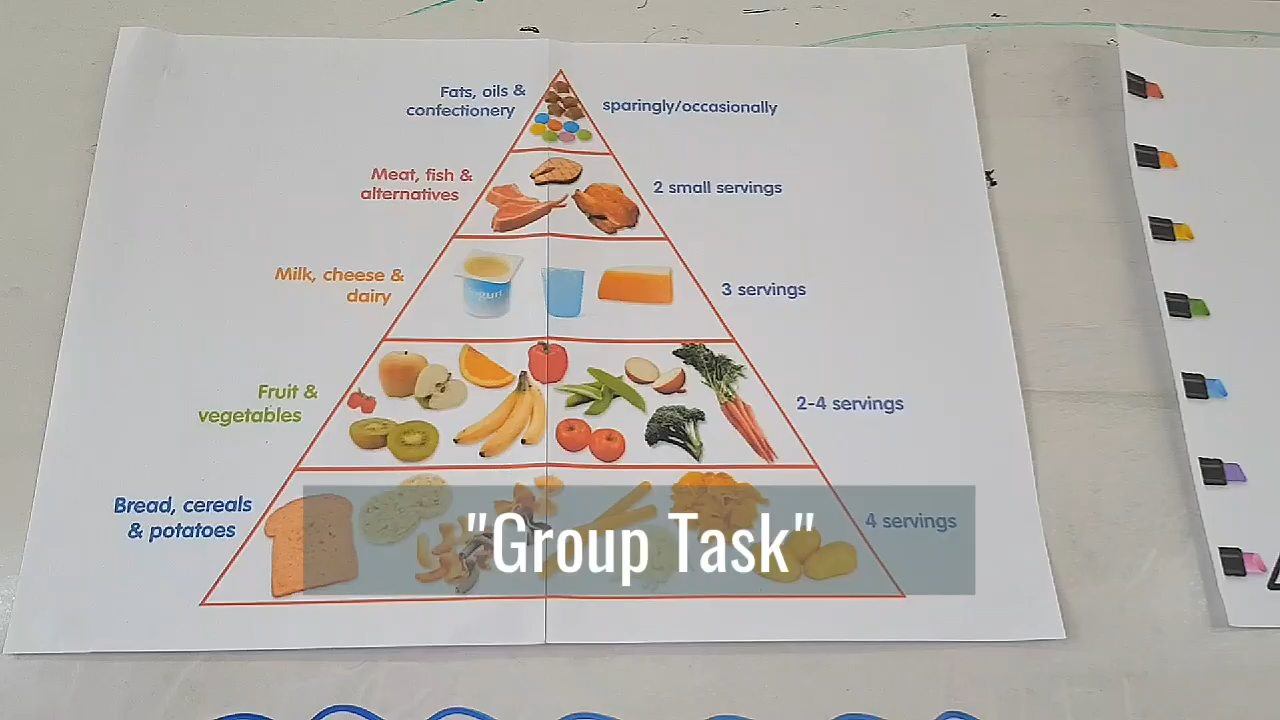 Fats, oils &
confectionery
sparingly/occasionally
Meat, fish &
alternatives
2 small servings
Milk, cheese &
dairy
3 servings
Fruit &
vegetables
2-4 servings
Bread, cereals
& potatoes
4 servings
"Group Task"